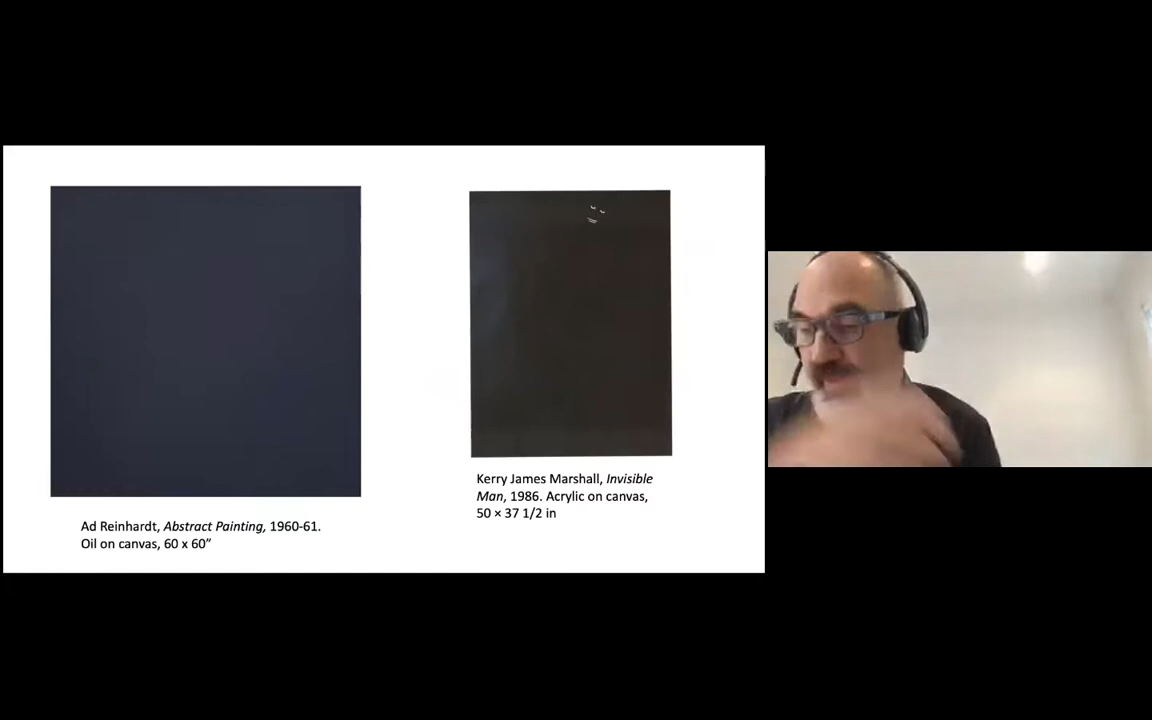 Ad Reinhardt, Abstract Painting, 1960-61.
Oil on canvas, 60 x 60”
Kerry James Marshall, Invisible
Man, 1986. Acrylic on canvas,
50 × 37 1/2 in